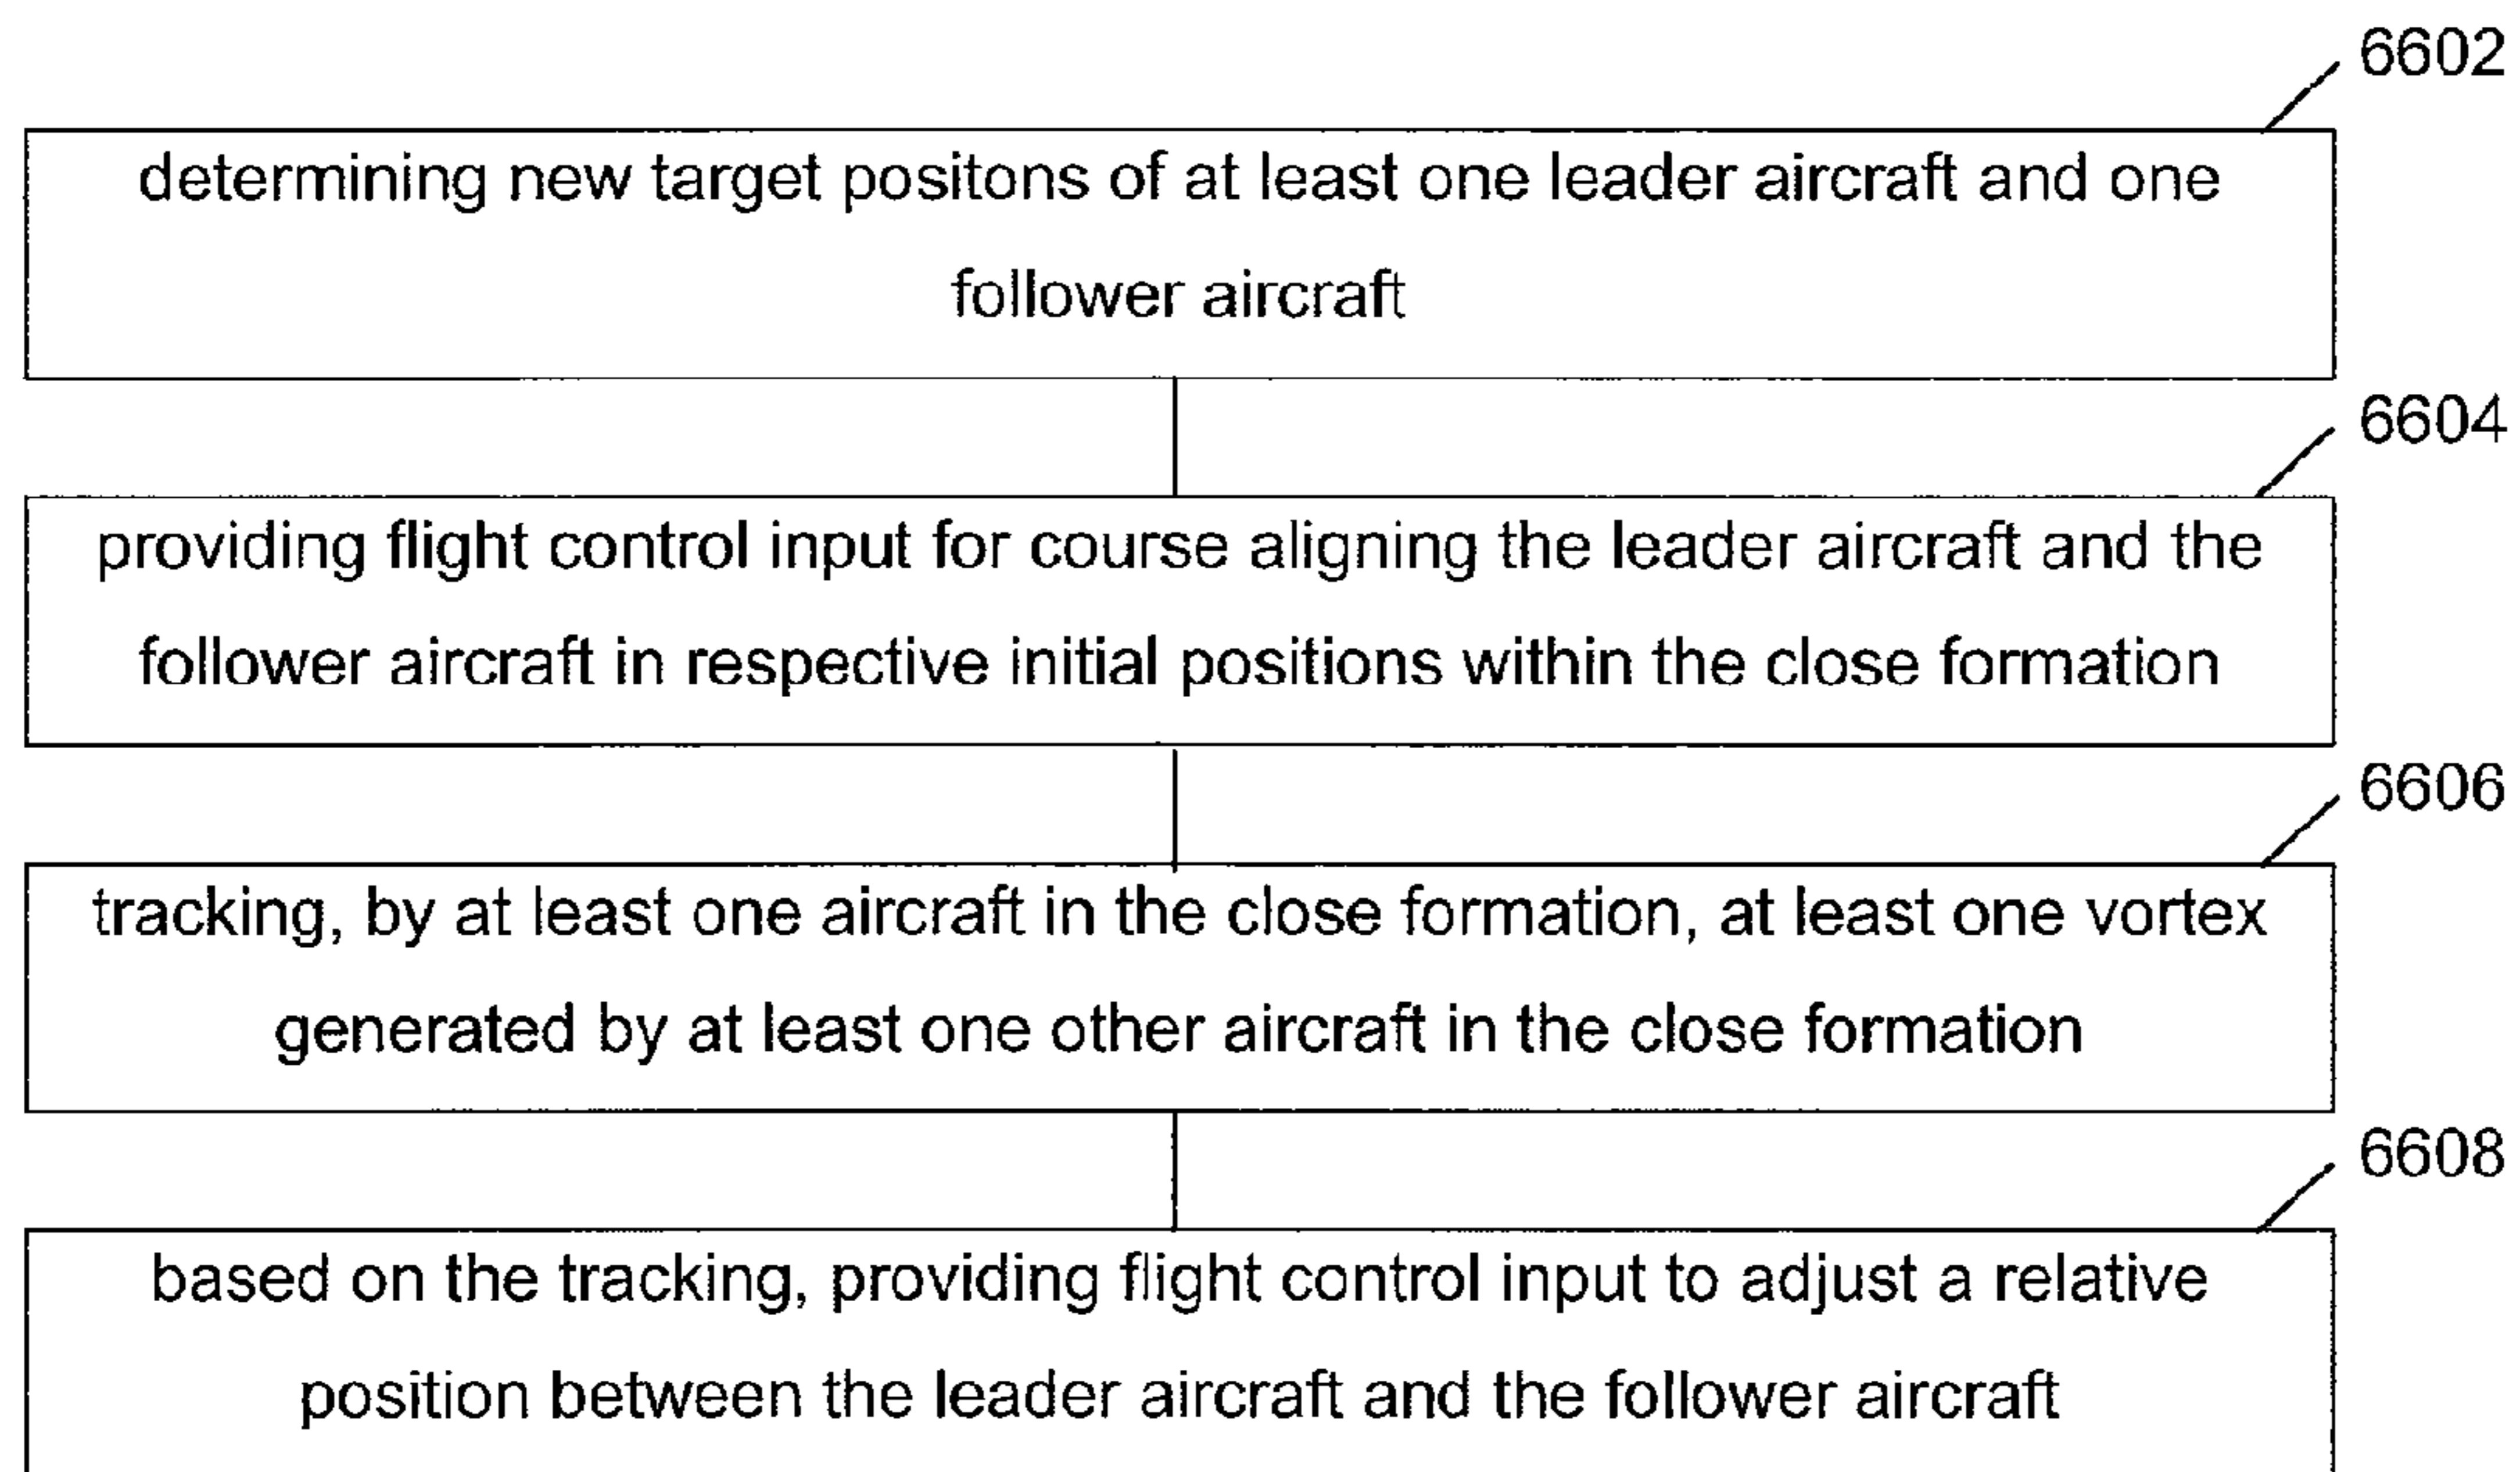 6602
determining new target positons of at least one leader aircraft and one
follower aircraft
6604
providing flight control input for course aligning the leader aircraft and the
follower aircraft in respective initial positions within the close formation
6606
tracking, by at least one aircraft in the close formation, at least one vortex
generated by at least one other aircraft in the close formation
6608
based on the tracking, providing flight control input to adjust a relative
position between the leader aircraft and the follower aircraft